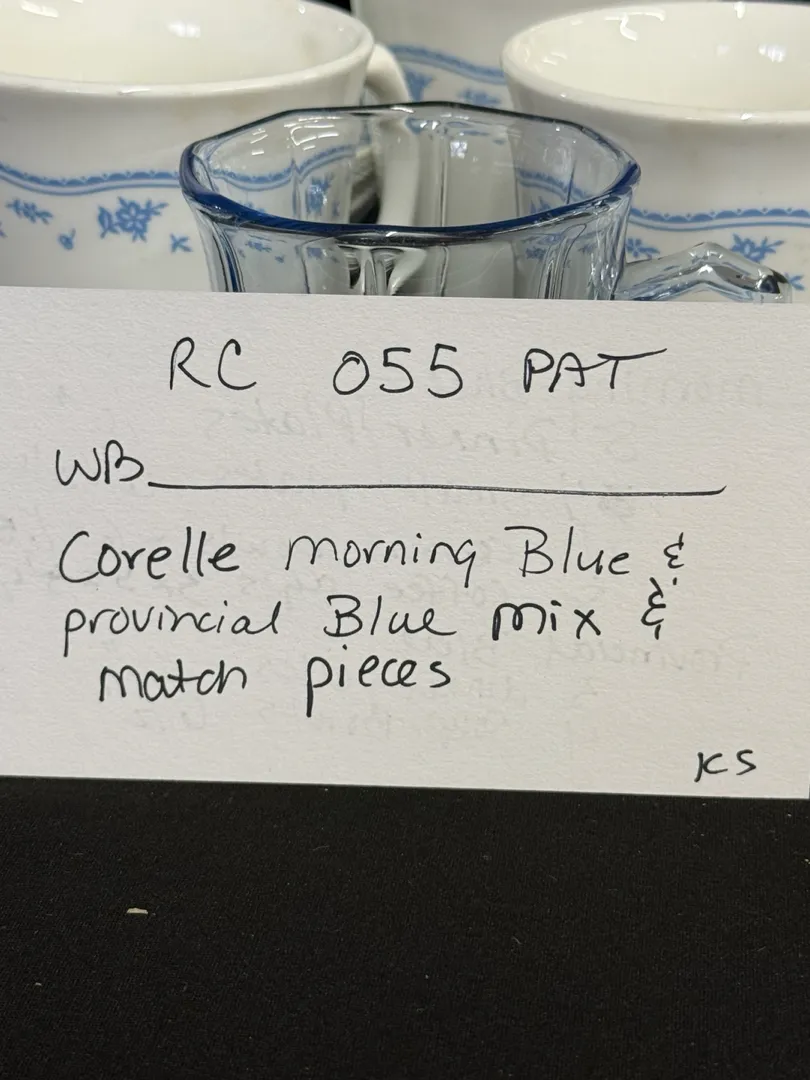 RC 055 PAT
WB
Corelle morning Blue &
provincial Blue mix &
match pieces
KS